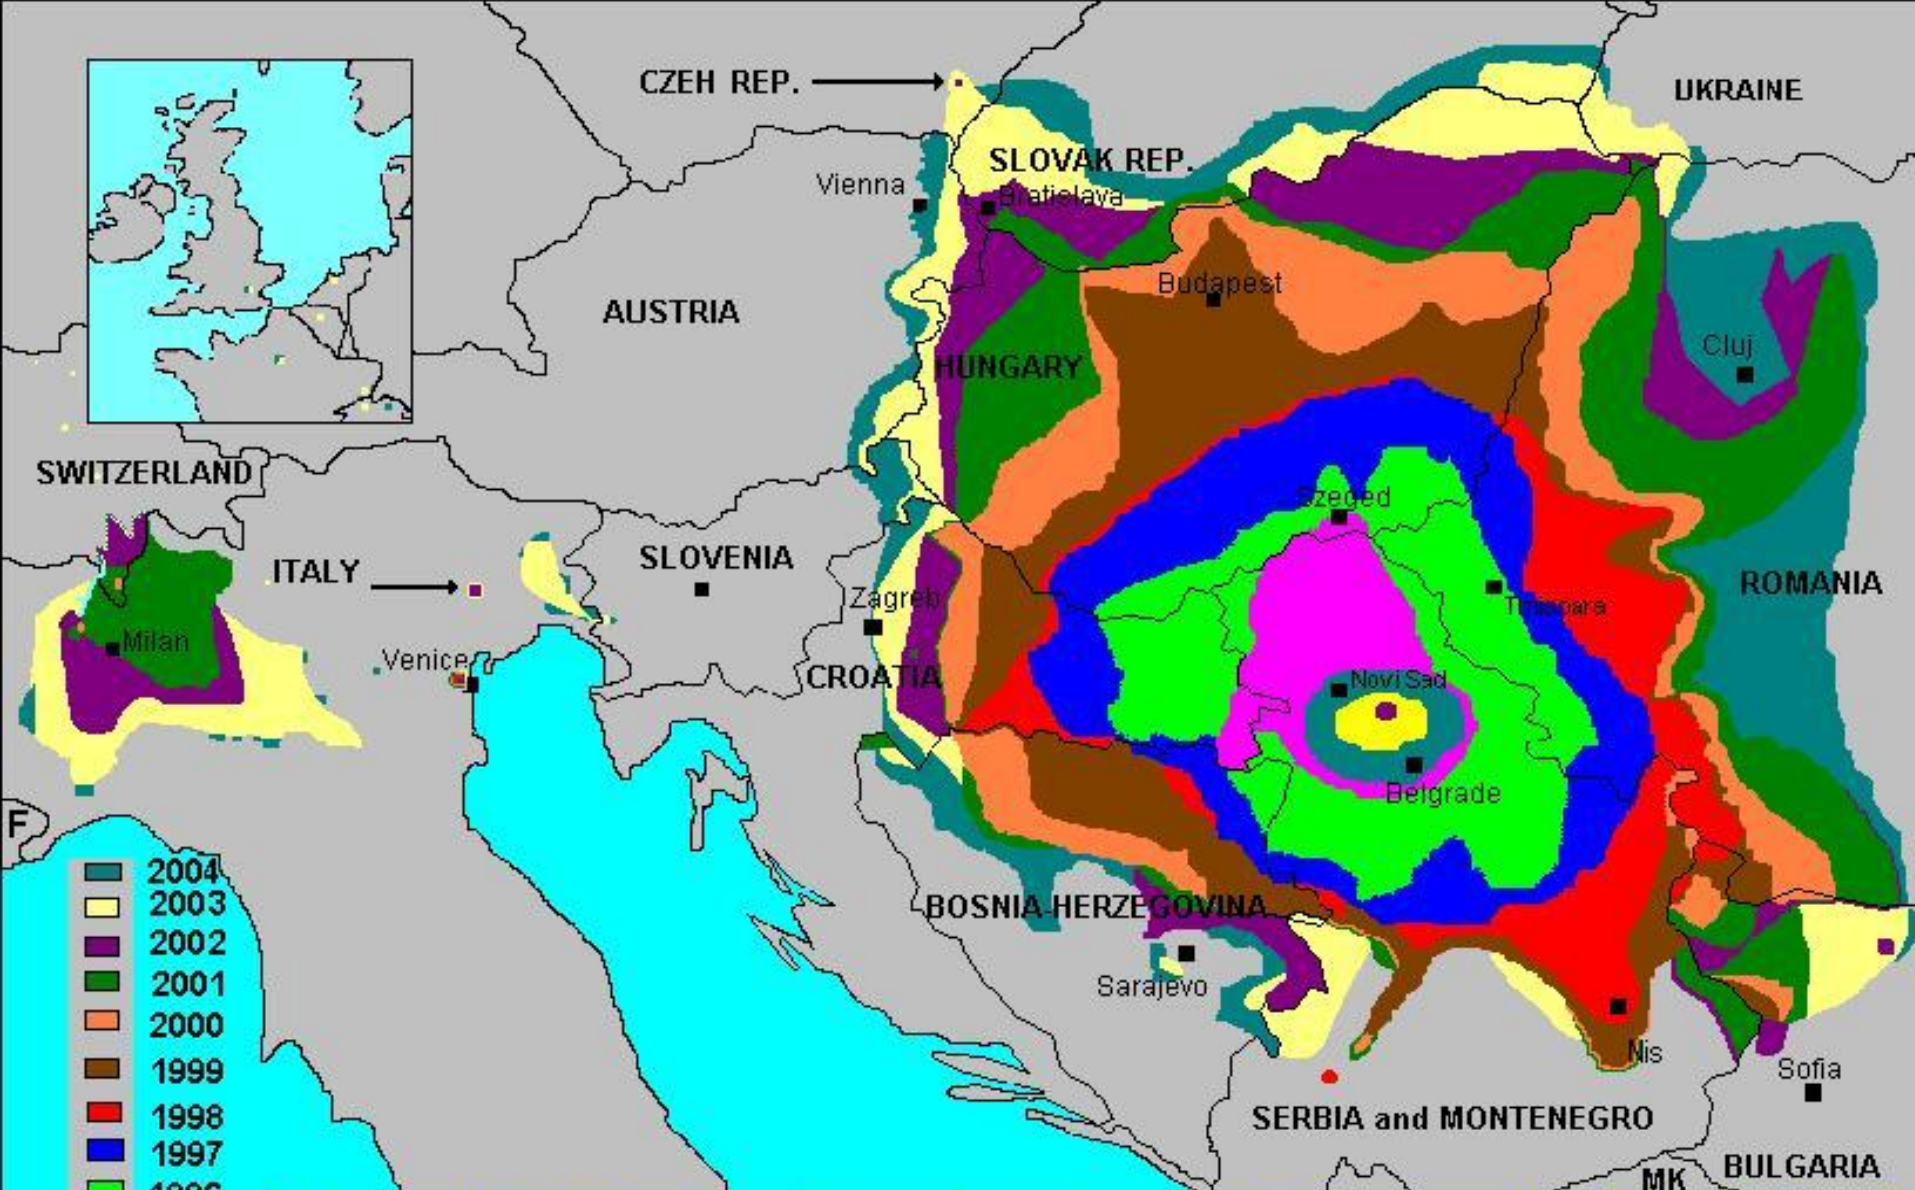 CZEH REP.
UKRAINE
SLOVAK REP.
Vienna
Bratislava
Budapest
AUSTRIA
Cluj
HUNGARY
SWITZERLAND
Szeged
ITALY
SLOVENIA
ROMANIA
Zagreb
Timisoara
Milan
Venice
CROATIA
Novi Sad
Belgrade
F
2004
2003
BOSNIA-HERZEGOVINA
2002
2001
Sarajevo
2000
Nis
1999
Sofia
1998
SERBIA and MONTENEGRO
1997
BULGARIA
MK
1996